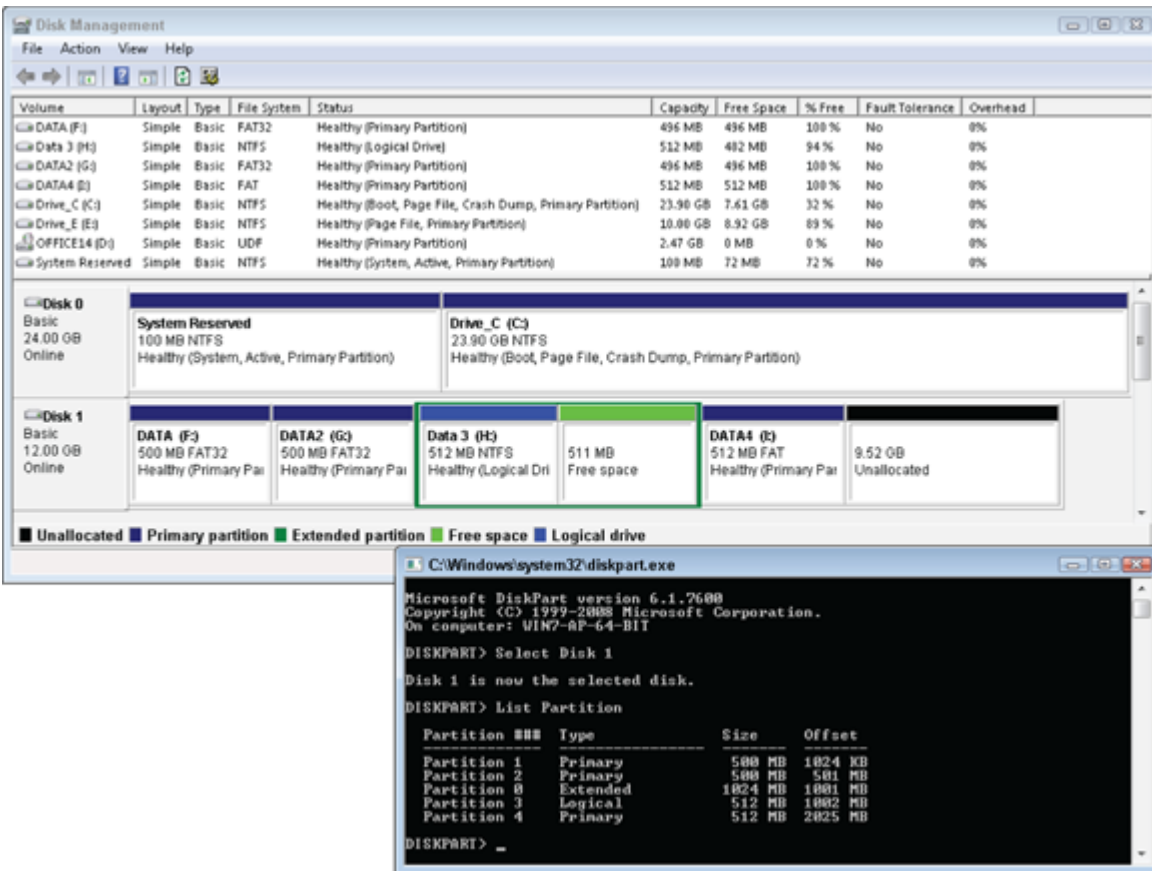 Disk Management
File Action View Help
Volume Layout Type File System Status Capacity Free Space % Free Fault Tolerance Overhead
DATA (F:) Simple Basic FAT32 Healthy (Primary Partition) 496 MB 496 MB 100 % No 0%
Data 3 (H:) Simple Basic NTFS Healthy (Logical Drive) 512 MB 482 MB 94 % No 0%
DATA2 (G:) Simple Basic FAT32 Healthy (Primary Partition) 496 MB 496 MB 100 % No 0%
DATA4 (I:) Simple Basic FAT Healthy (Primary Partition) 512 MB 512 MB 100 % No 0%
Drive_C (C:) Simple Basic NTFS Healthy (Boot, Page File, Crash Dump, Primary Partition) 23.90 GB 7.61 GB 32 % No 0%
Drive_E (E:) Simple Basic NTFS Healthy (Page File, Primary Partition) 10.00 GB 8.92 GB 89 % No 0%
OFFICE14 (D:) Simple Basic UDF Healthy (Primary Partition) 2.47 GB 0 MB 0 % No 0%
System Reserved Simple Basic NTFS Healthy (System, Active, Primary Partition) 100 MB 72 MB 72 % No 0%
Disk 0
Basic
24.00 GB
Online
System Reserved
100 MB NTFS
Healthy (System, Active, Primary Partition)
Drive_C (C:)
23.90 GB NTFS
Healthy (Boot, Page File, Crash Dump, Primary Partition)
Disk 1
Basic
12.00 GB
Online
DATA (F:)
500 MB FAT32
Healthy (Primary Par
DATA2 (G:)
500 MB FAT32
Healthy (Primary Par
Data 3 (H:)
512 MB NTFS
Healthy (Logical Dri
511 MB
Free space
DATA4 (I:)
512 MB FAT
Healthy (Primary Par
9.52 GB
Unallocated
Unallocated Primary partition Extended partition Free space Logical drive
C:\Windows\system32\diskpart.exe
Microsoft DiskPart version 6.1.7600
Copyright (C) 1999-2008 Microsoft Corporation.
On computer: WIN7-AP-64-BIT
DISKPART> Select Disk 1
Disk 1 is now the selected disk.
DISKPART> List Partition
Partition ### Type Size Offset
Partition 1 Primary 500 MB 1024 KB
Partition 2 Primary 500 MB 501 MB
Partition 0 Extended 1024 MB 1001 MB
Partition 3 Logical 512 MB 1002 MB
Partition 4 Primary 512 MB 2025 MB
DISKPART> _